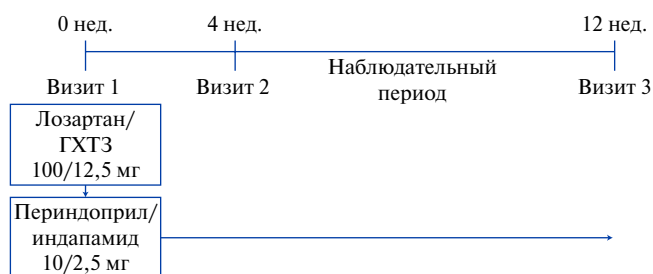 0 нед. 4 нед. 12 нед.
Визит 1 Визит 2 Наблюдательный период Визит 3
Лозартан/
ГХТЗ
100/12,5 мг
Периндоприл/
индапамид
10/2,5 мг